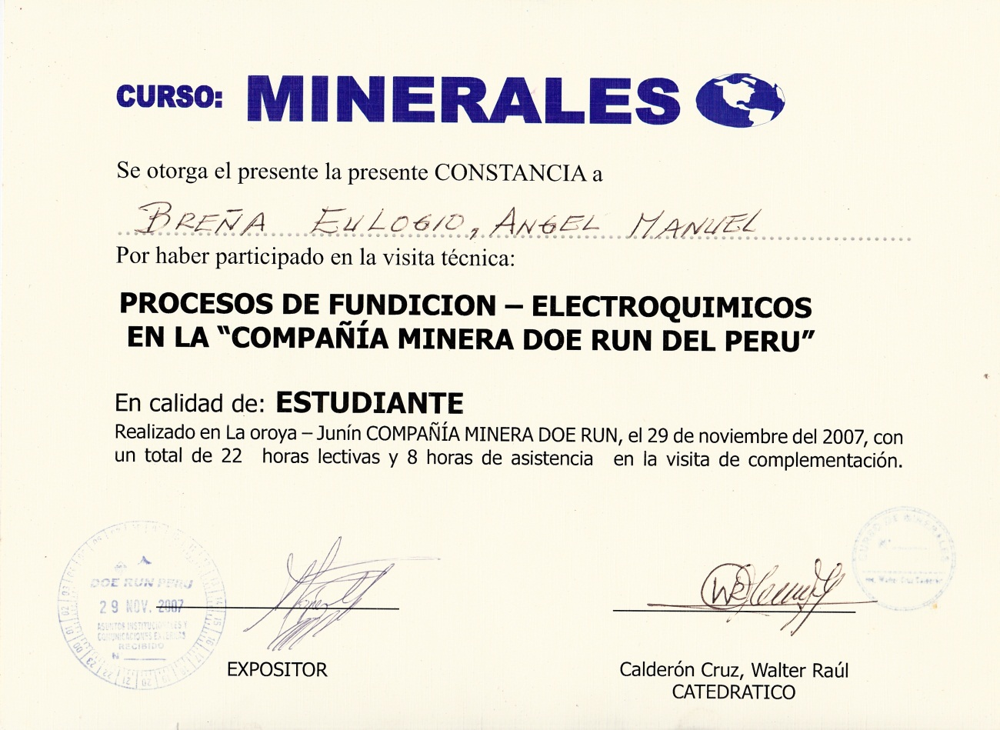 CURSO: MINERALES
Se otorga el presente la presente CONSTANCIA a
BREÑA EULOGIO, ANGEL MANUEL
Por haber participado en la visita técnica:
PROCESOS DE FUNDICION – ELECTROQUIMICOS
EN LA “COMPAÑÍA MINERA DOE RUN DEL PERU”
En calidad de: ESTUDIANTE
Realizado en La oroya – Junín COMPAÑÍA MINERA DOE RUN, el 29 de noviembre del 2007, con
un total de 22 horas lectivas y 8 horas de asistencia en la visita de complementación.
DOE RUN PERU
29 NOV. 2007
ASUNTOS INSTITUCIONALES Y
COMUNICACIONES EXTERNAS
RECIBIDO
N
CURSO DE MINERALES
EXPOSITOR
Calderón Cruz, Walter Raúl
CATEDRATICO